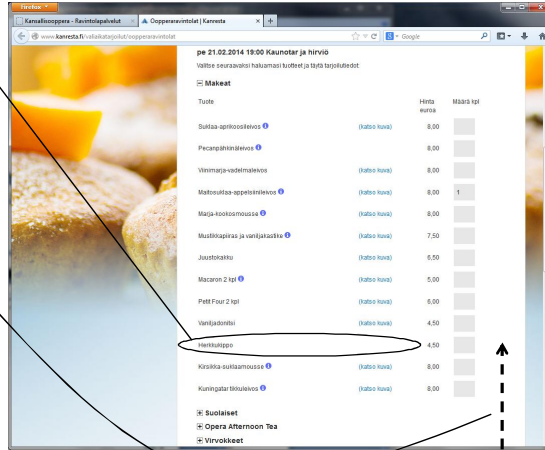 Firefox
Kansallisooppera - Ravintolapalvelut
Oopperaravintolat | Kanresta
www.kanresta.fi/valiaikatarjoilut/oopperaravintolat
Google
pe 21.02.2014 19:00 Kaunotar ja hirviö
Valitse seuraavaksi haluamasi tuotteet ja täytä tarjoilutiedot:
Makeat
Tuote Hinta euroa Määrä kpl
Suklaa-aprikoosileivos (katso kuva) 8,00
Pecanpähkinäleivos 8,00
Viinimarja-vadelmaleivos (katso kuva) 8,00
Maitosuklaa-appelsiinileivos (katso kuva) 8,00 1
Marja-kookosmousse (katso kuva) 8,00
Mustikkapiiras ja vaniljakastike (katso kuva) 7,50
Juustokakku (katso kuva) 6,50
Macaron 2 kpl (katso kuva) 5,00
Petit Four 2 kpl (katso kuva) 6,00
Vaniljadonitsi (katso kuva) 4,50
Herkkukippo 4,50
Kirsikka-suklaamousse (katso kuva) 8,00
Kuningatartikkuleivos (katso kuva) 8,00
Suolaiset
Opera Afternoon Tea
Virvokkeet